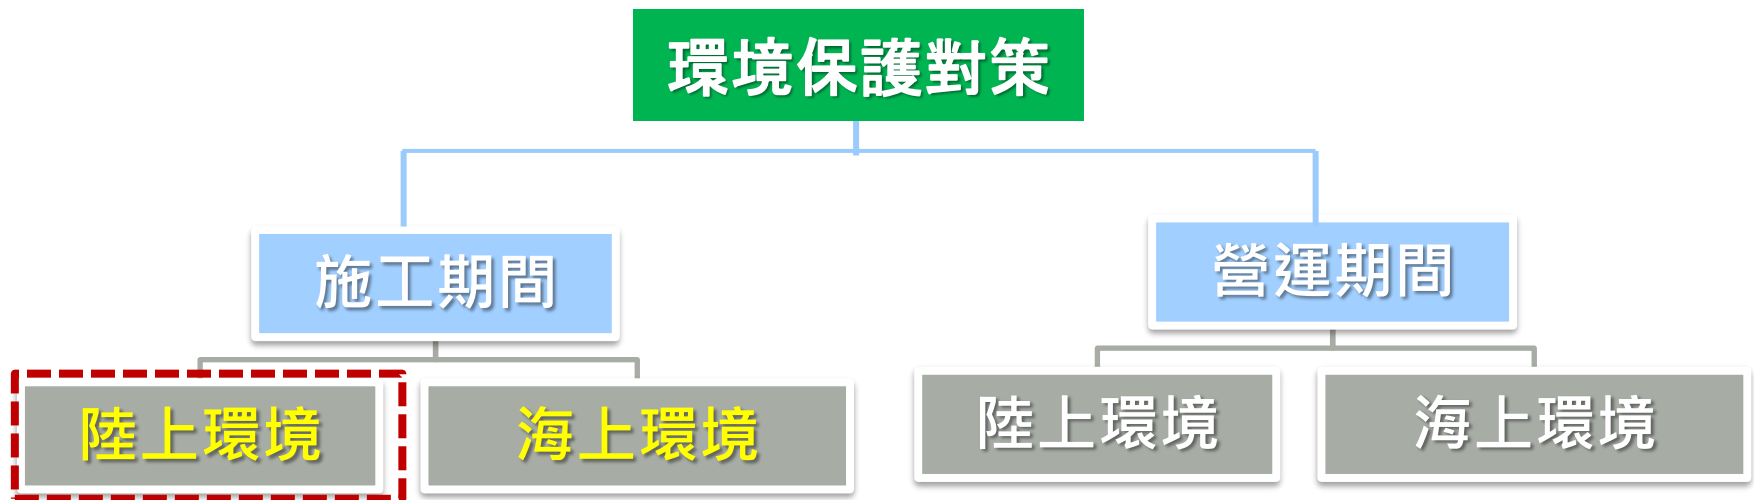 環境保護對策
施工期間
營運期間
陸上環境
海上環境
陸上環境
海上環境